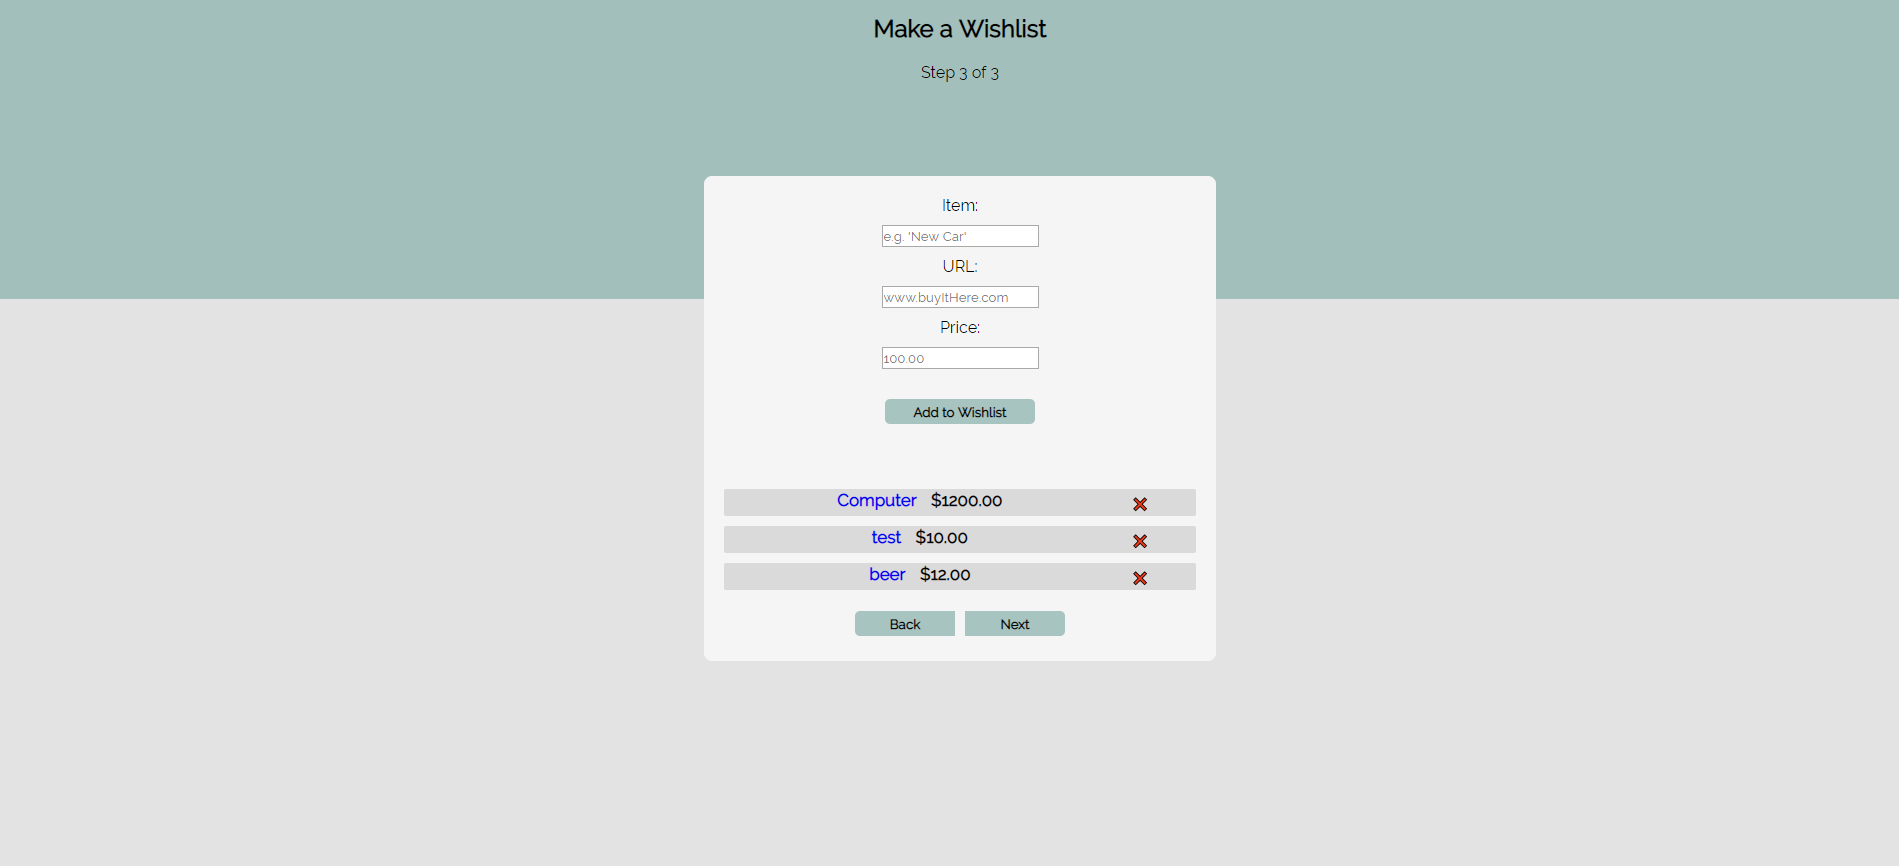 Make a Wishlist
Step 3 of 3
Item:
e.g. 'New Car'
URL:
www.buyItHere.com
Price:
100.00
Add to Wishlist
Computer $1200.00
test $10.00
beer $12.00
Back Next